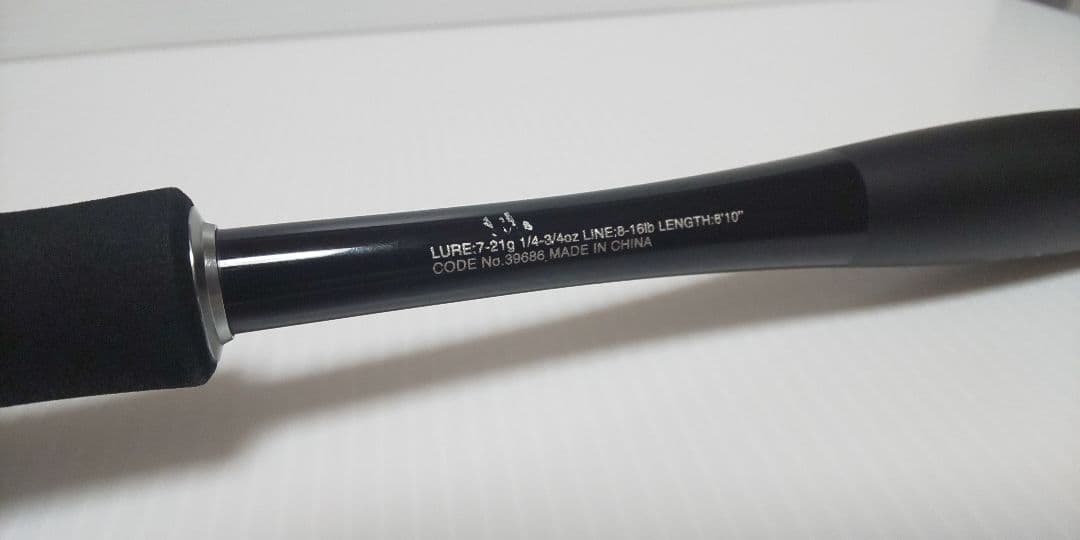 LURE:7-21g 1/4-3/4oz LINE:8-16lb LENGTH:8'10"
CODE No.39686 MADE IN CHINA